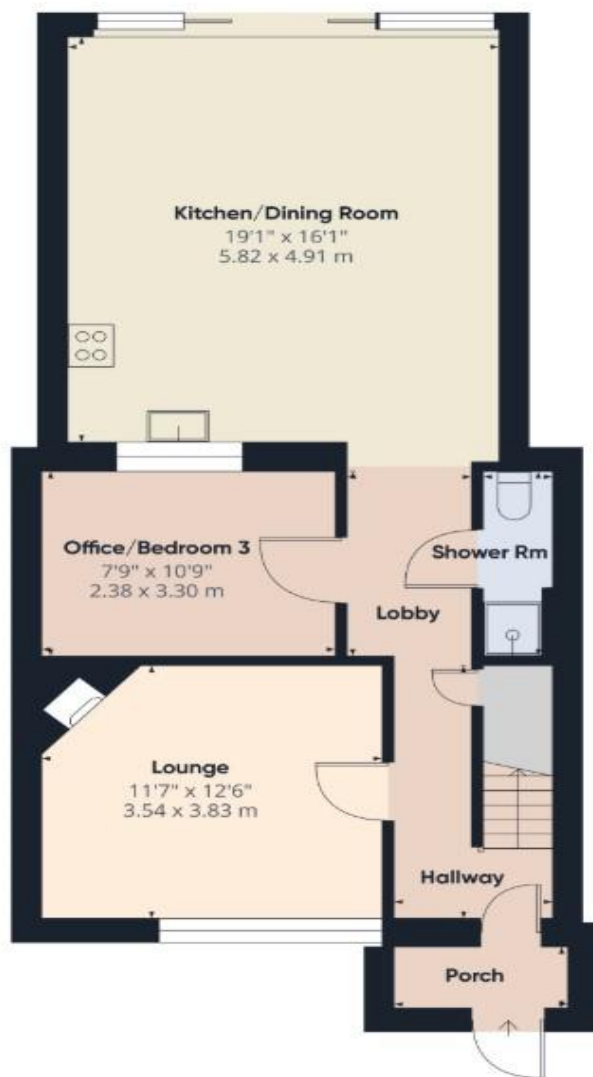 Kitchen/Dining Room
19'1" x 16'1"
5.82 x 4.91 m
Office/Bedroom 3
7'9" x 10'9"
2.38 x 3.30 m
Shower Rm
Lobby
Lounge
11'7" x 12'6"
3.54 x 3.83 m
Hallway
Porch